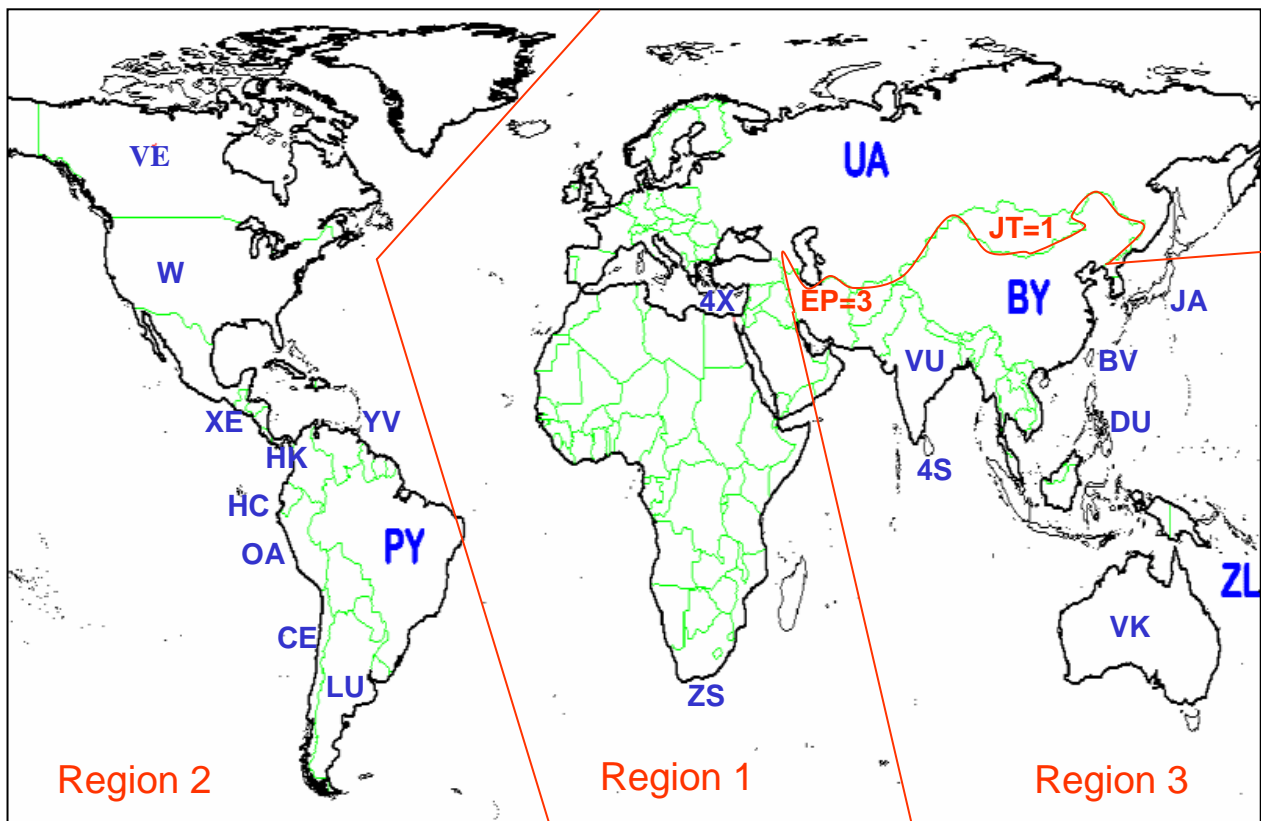 VE
UA
JT=1
W
4X
EP=3
BY
JA
VU
BV
XE
YV
DU
HK
4S
HC
OA
PY
ZL
CE
VK
LU
ZS
Region 2
Region 1
Region 3